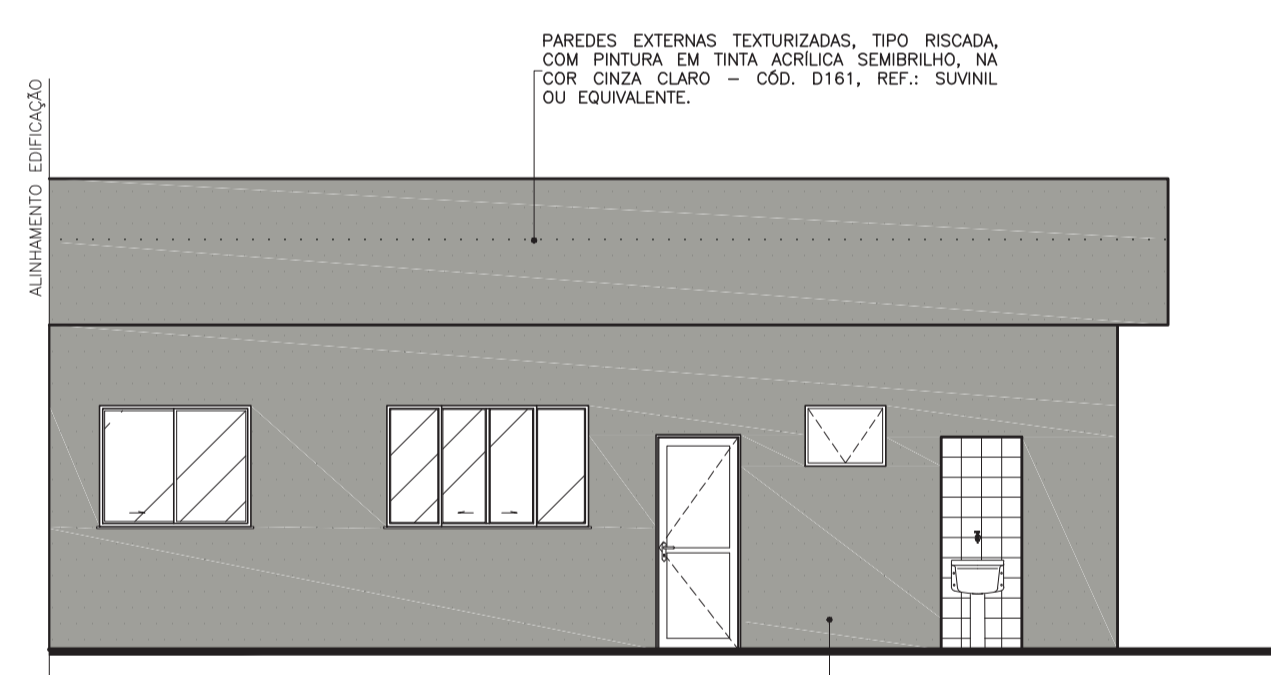 PAREDES EXTERNAS TEXTURIZADAS, TIPO RISCADA,
COM PINTURA EM TINTA ACRÍLICA SEMIBRILHO, NA
COR CINZA CLARO – CÓD. D161, REF.: SUVINIL
OU EQUIVALENTE.
ALINHAMENTO EDIFICAÇÃO